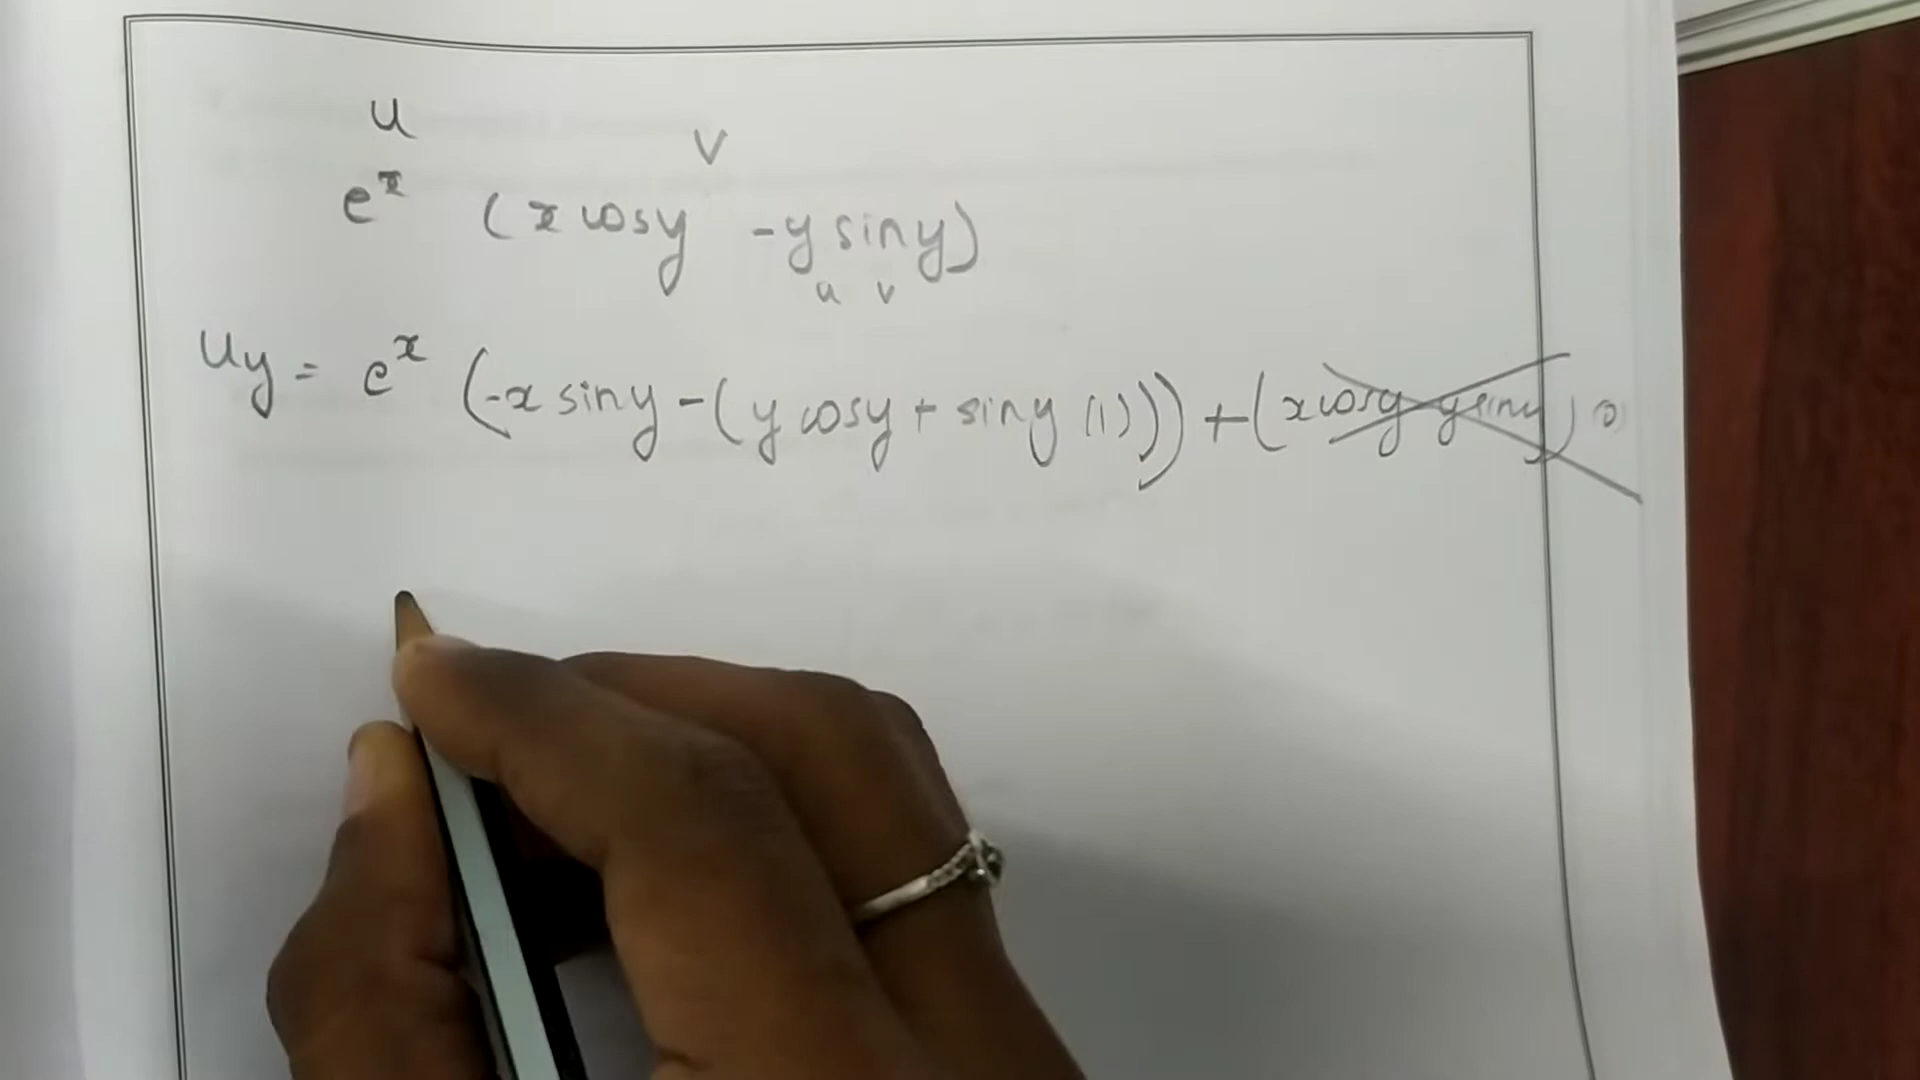 u v
e^x (x cosy - y siny)
u v
uy = e^x (-x siny - (y cosy + siny (1))) + (x cosy - y siny) (0)